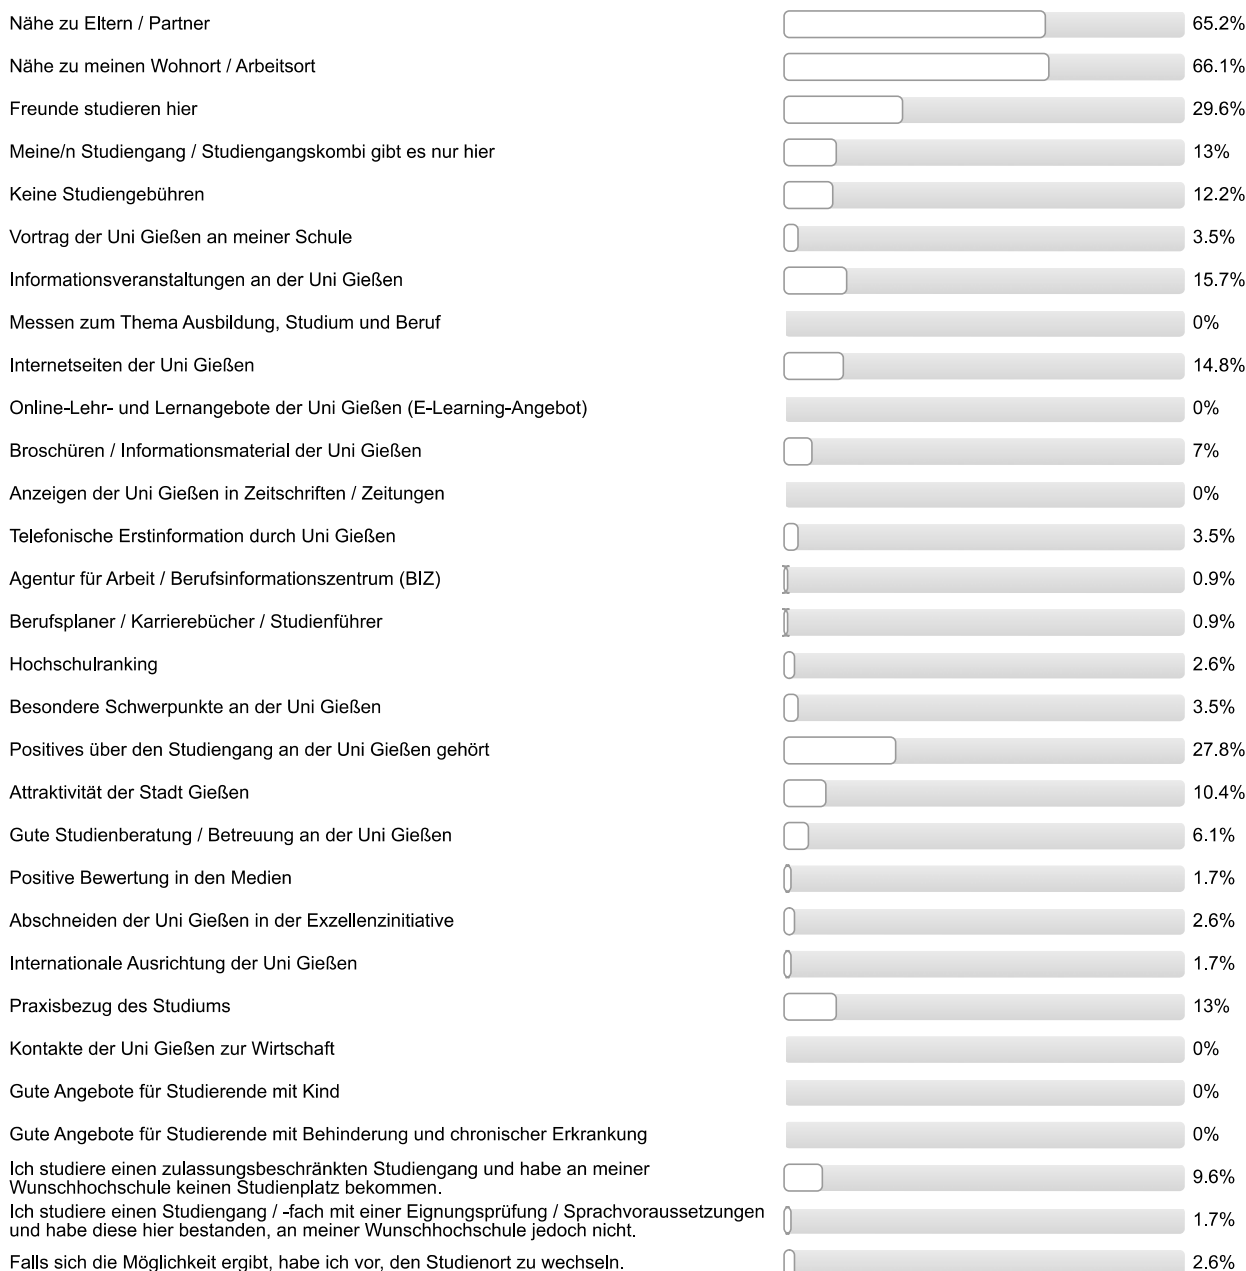 Nähe zu Eltern / Partner 65.2%
Nähe zu meinen Wohnort / Arbeitsort 66.1%
Freunde studieren hier 29.6%
Meine/n Studiengang / Studiengangskombi gibt es nur hier 13%
Keine Studiengebühren 12.2%
Vortrag der Uni Gießen an meiner Schule 3.5%
Informationsveranstaltungen an der Uni Gießen 15.7%
Messen zum Thema Ausbildung, Studium und Beruf 0%
Internetseiten der Uni Gießen 14.8%
Online-Lehr- und Lernangebote der Uni Gießen (E-Learning-Angebot) 0%
Broschüren / Informationsmaterial der Uni Gießen 7%
Anzeigen der Uni Gießen in Zeitschriften / Zeitungen 0%
Telefonische Erstinformation durch Uni Gießen 3.5%
Agentur für Arbeit / Berufsinformationszentrum (BIZ) 0.9%
Berufsplaner / Karrierebücher / Studienführer 0.9%
Hochschulranking 2.6%
Besondere Schwerpunkte an der Uni Gießen 3.5%
Positives über den Studiengang an der Uni Gießen gehört 27.8%
Attraktivität der Stadt Gießen 10.4%
Gute Studienberatung / Betreuung an der Uni Gießen 6.1%
Positive Bewertung in den Medien 1.7%
Abschneiden der Uni Gießen in der Exzellenzinitiative 2.6%
Internationale Ausrichtung der Uni Gießen 1.7%
Praxisbezug des Studiums 13%
Kontakte der Uni Gießen zur Wirtschaft 0%
Gute Angebote für Studierende mit Kind 0%
Gute Angebote für Studierende mit Behinderung und chronischer Erkrankung 0%
Ich studiere einen zulassungsbeschränkten Studiengang und habe an meiner
Wunschhochschule keinen Studienplatz bekommen. 9.6%
Ich studiere einen Studiengang / -fach mit einer Eignungsprüfung / Sprachvoraussetzungen
und habe diese hier bestanden, an meiner Wunschhochschule jedoch nicht. 1.7%
Falls sich die Möglichkeit ergibt, habe ich vor, den Studienort zu wechseln. 2.6%